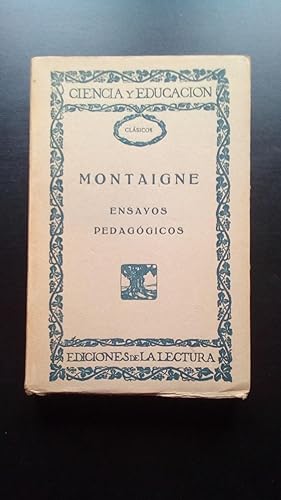 CIENCIA Y EDUCACION
CLÁSICOS
MONTAIGNE
ENSAYOS
PEDAGÓGICOS
EDICIONES DE LA LECTURA